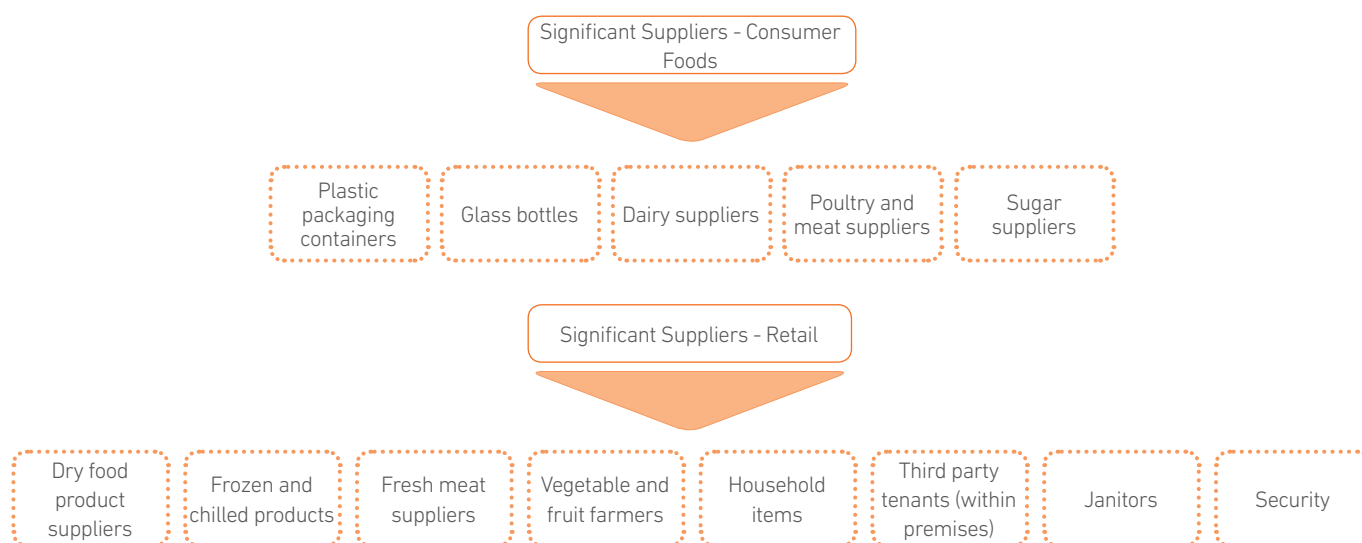 Significant Suppliers - Consumer
Foods
Plastic
packaging
containers
Glass bottles
Dairy suppliers
Poultry and
meat suppliers
Sugar
suppliers
Significant Suppliers - Retail
Dry food
product
suppliers
Frozen and
chilled products
Fresh meat
suppliers
Vegetable and
fruit farmers
Household
items
Third party
tenants (within
premises)
Janitors
Security